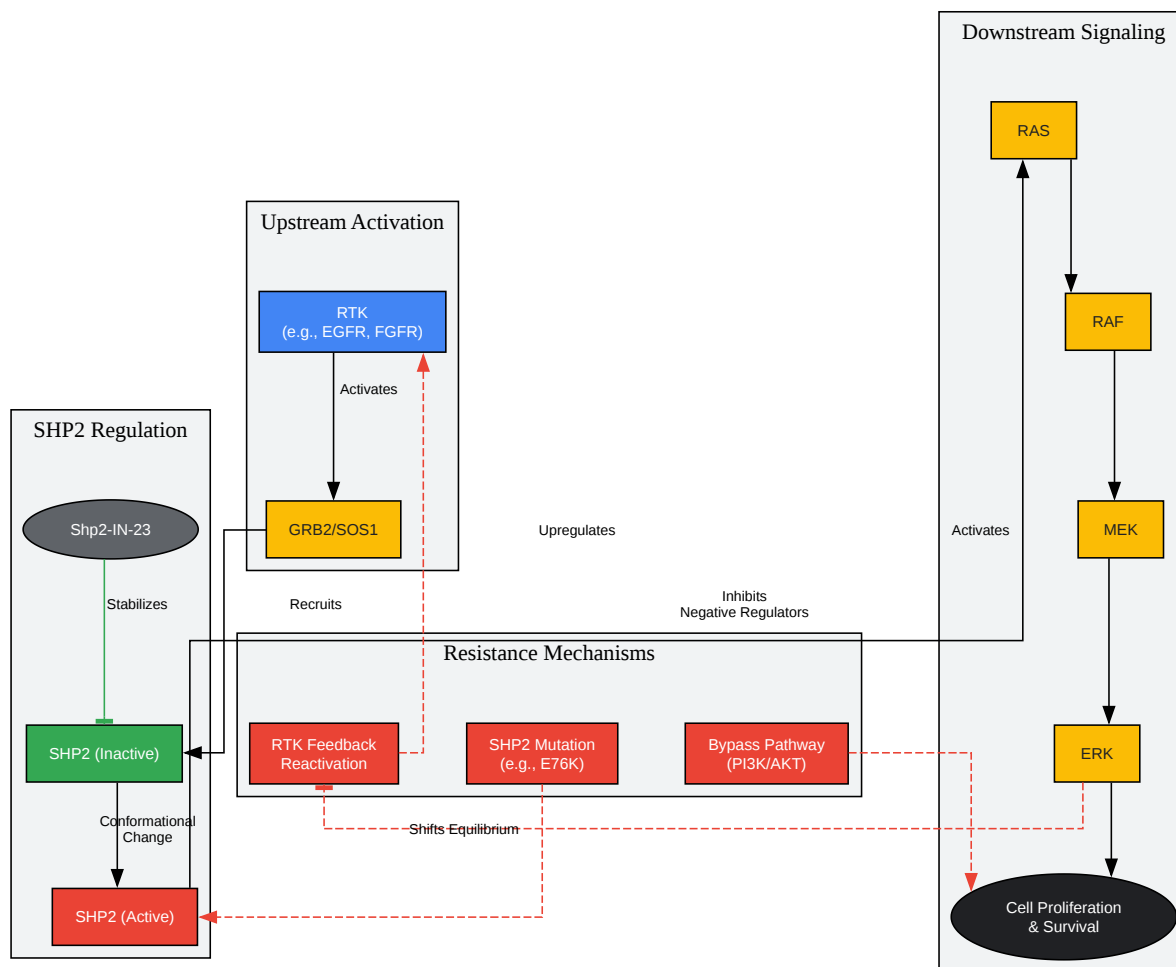 Downstream Signaling
RAS
Upstream Activation
RTK
(e.g., EGFR, FGFR)
RAF
Activates
SHP2 Regulation
Shp2-IN-23
GRB2/SOS1
Upregulates
Activates
MEK
Stabilizes
Recruits
Inhibits
Negative Regulators
Resistance Mechanisms
SHP2 (Inactive)
RTK Feedback
Reactivation
SHP2 Mutation
(e.g., E76K)
Bypass Pathway
(PI3K/AKT)
ERK
Conformational
Change
Shifts Equilibrium
SHP2 (Active)
Cell Proliferation
& Survival